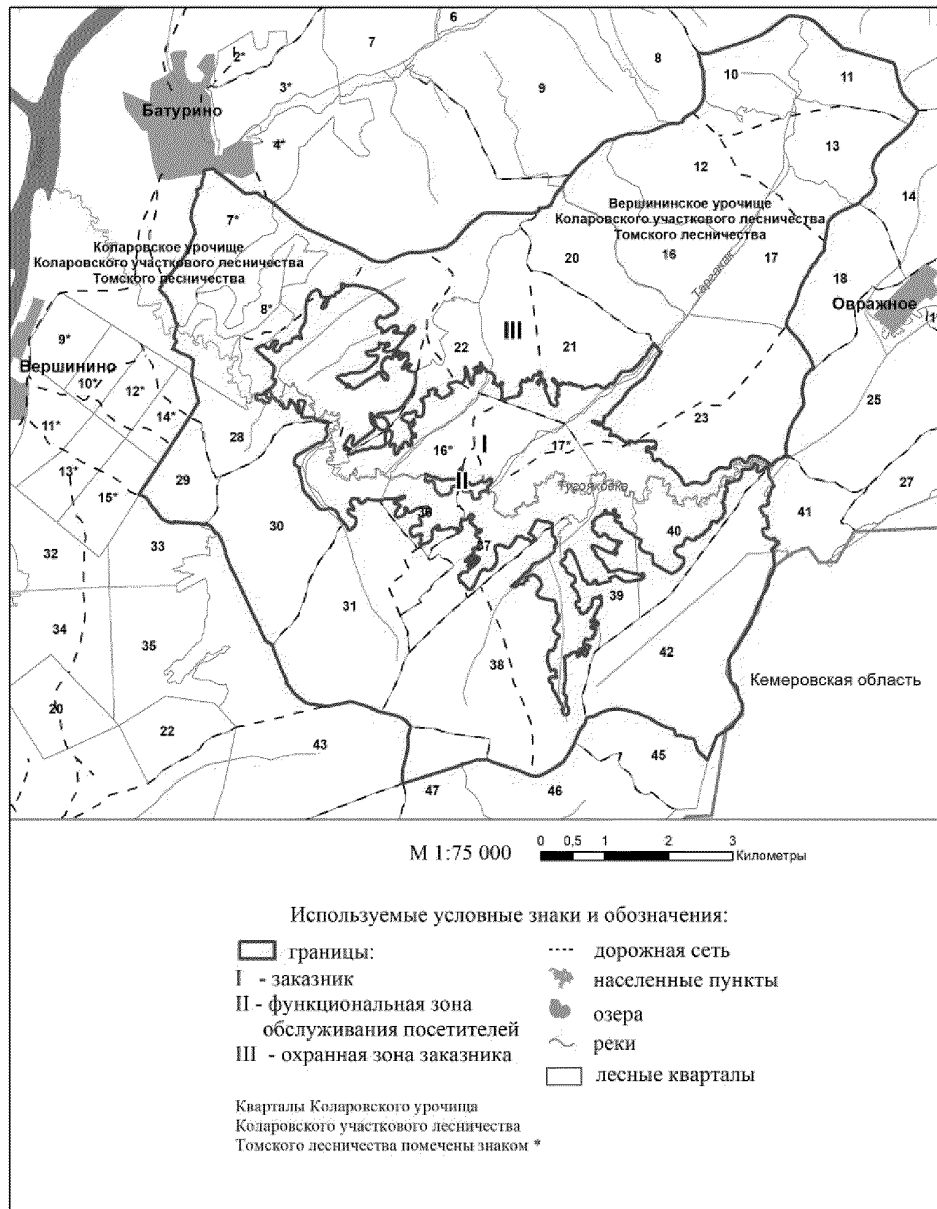 6
2*
7
8
10
11
3*
9
Батурино
4*
13
12
14
Вершининское урочище
Коларовского участкового лесничества
Томского лесничества
7*
Коларовское урочище
Коларовского участкового лесничества
Томского лесничества
20
16
17
18
Таганак
Овражное
8*
9*
III
22
21
Вершинино
10*
12*
25
11*
14*
28
16*
I
17*
23
13*
29
II
Тугояковка
15*
27
36
41
30
40
32
33
37
31
39
34
35
38
42
Кемеровская область
20
22
43
45
47
46
М 1:75 000
0 0,5 1 2 3
Километры
Используемые условные знаки и обозначения:
границы:
I - заказник
II - функциональная зона
обслуживания посетителей
III - охранная зона заказника
дорожная сеть
населенные пункты
озера
реки
лесные кварталы
Кварталы Коларовского урочища
Коларовского участкового лесничества
Томского лесничества помечены знаком *